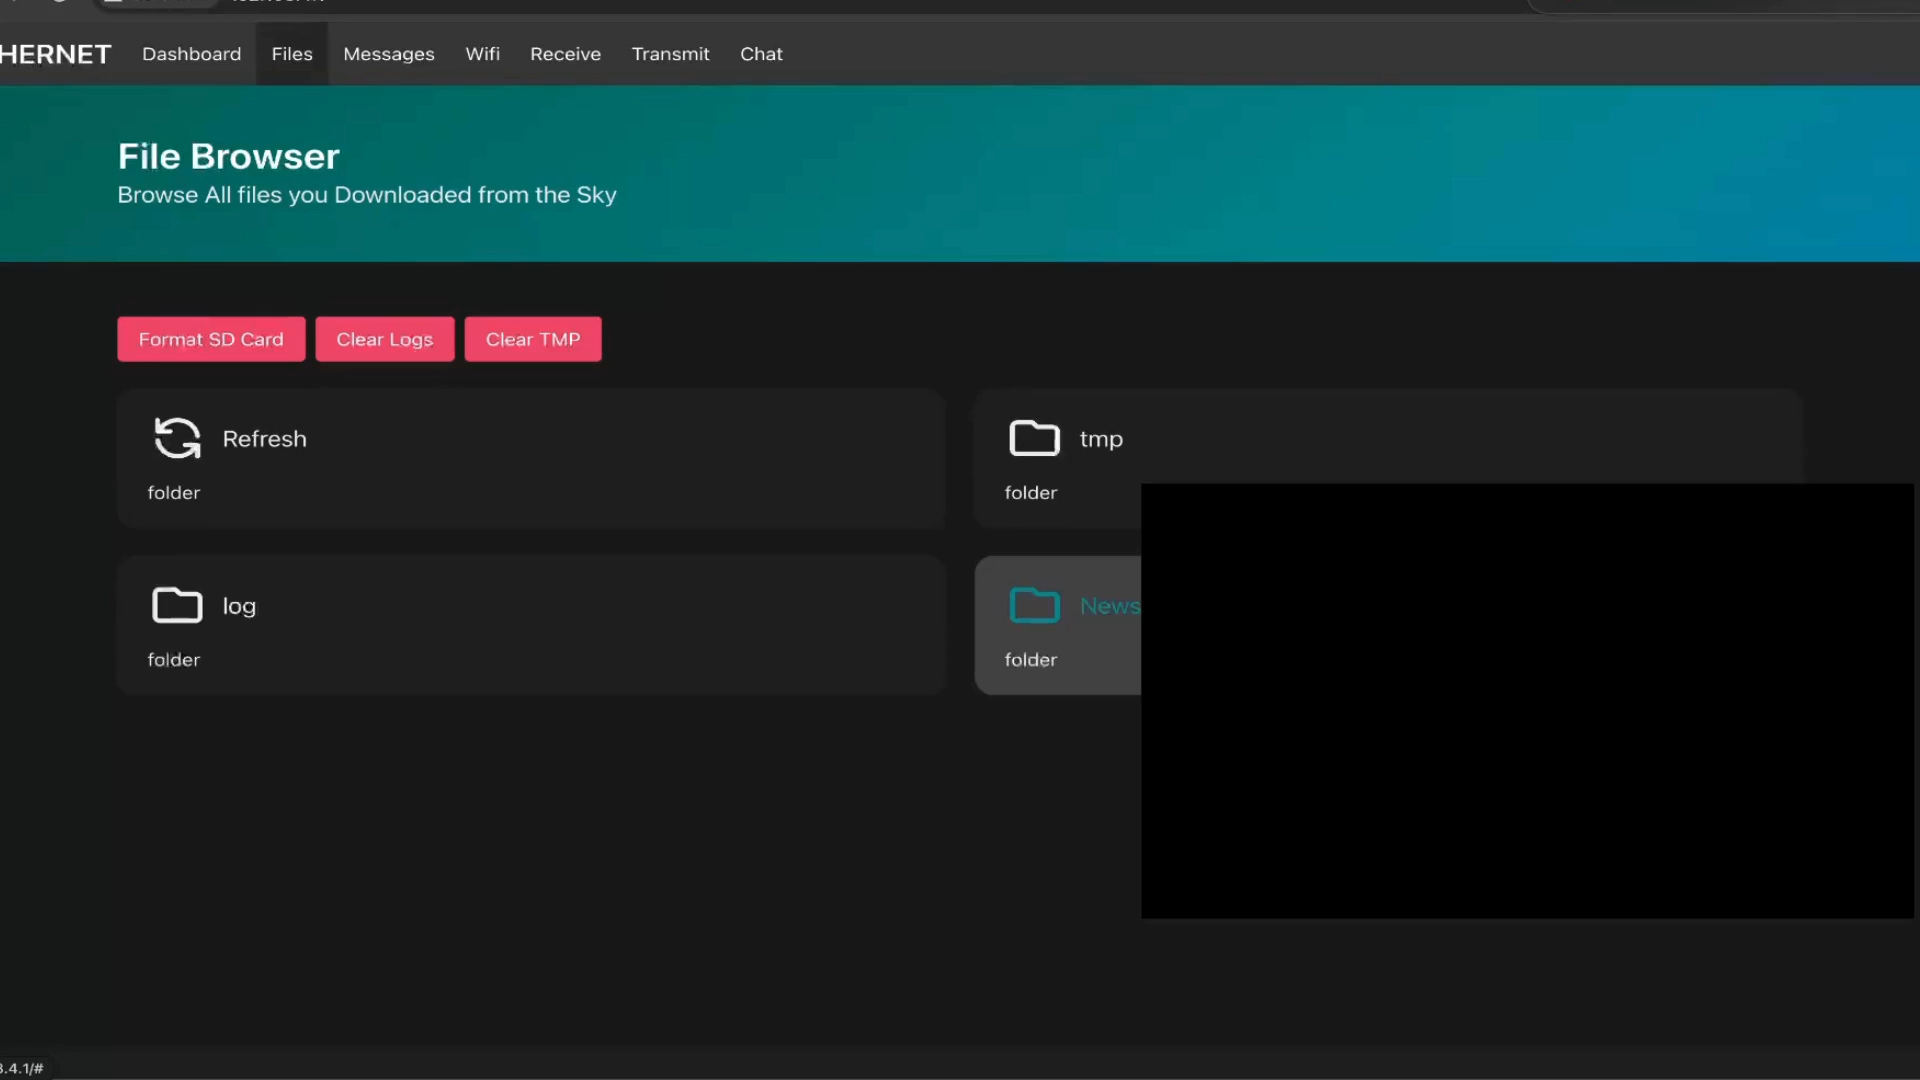 HERNET Dashboard Files Messages Wifi Receive Transmit Chat
File Browser
Browse All files you Downloaded from the Sky
Format SD Card Clear Logs Clear TMP
Refresh
folder
tmp
folder
log
folder
News
folder
3.4.1/#